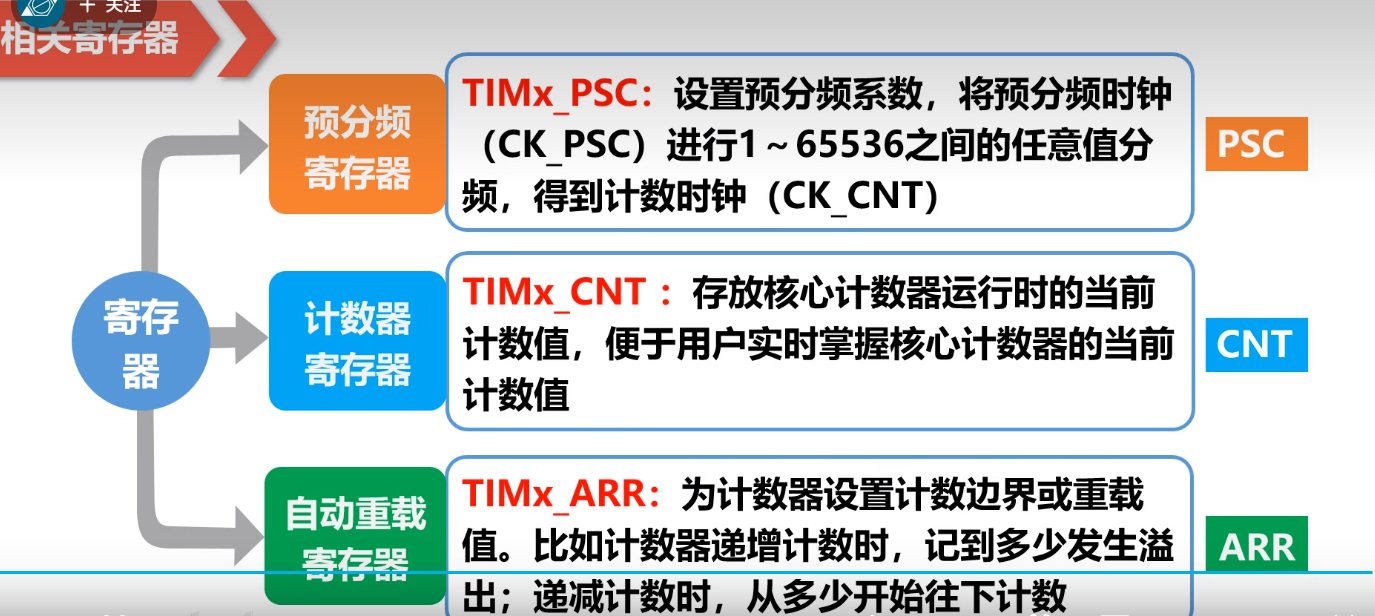 + 关注
相关寄存器
预分频
寄存器
TIMx_PSC：设置预分频系数，将预分频时钟
（CK_PSC）进行1～65536之间的任意值分
频，得到计数时钟（CK_CNT）
PSC
寄存
器
计数器
寄存器
TIMx_CNT ：存放核心计数器运行时的当前
计数值，便于用户实时掌握核心计数器的当前
计数值
CNT
自动重载
寄存器
TIMx_ARR：为计数器设置计数边界或重载
值。比如计数器递增计数时，记到多少发生溢
出；递减计数时，从多少开始往下计数
ARR